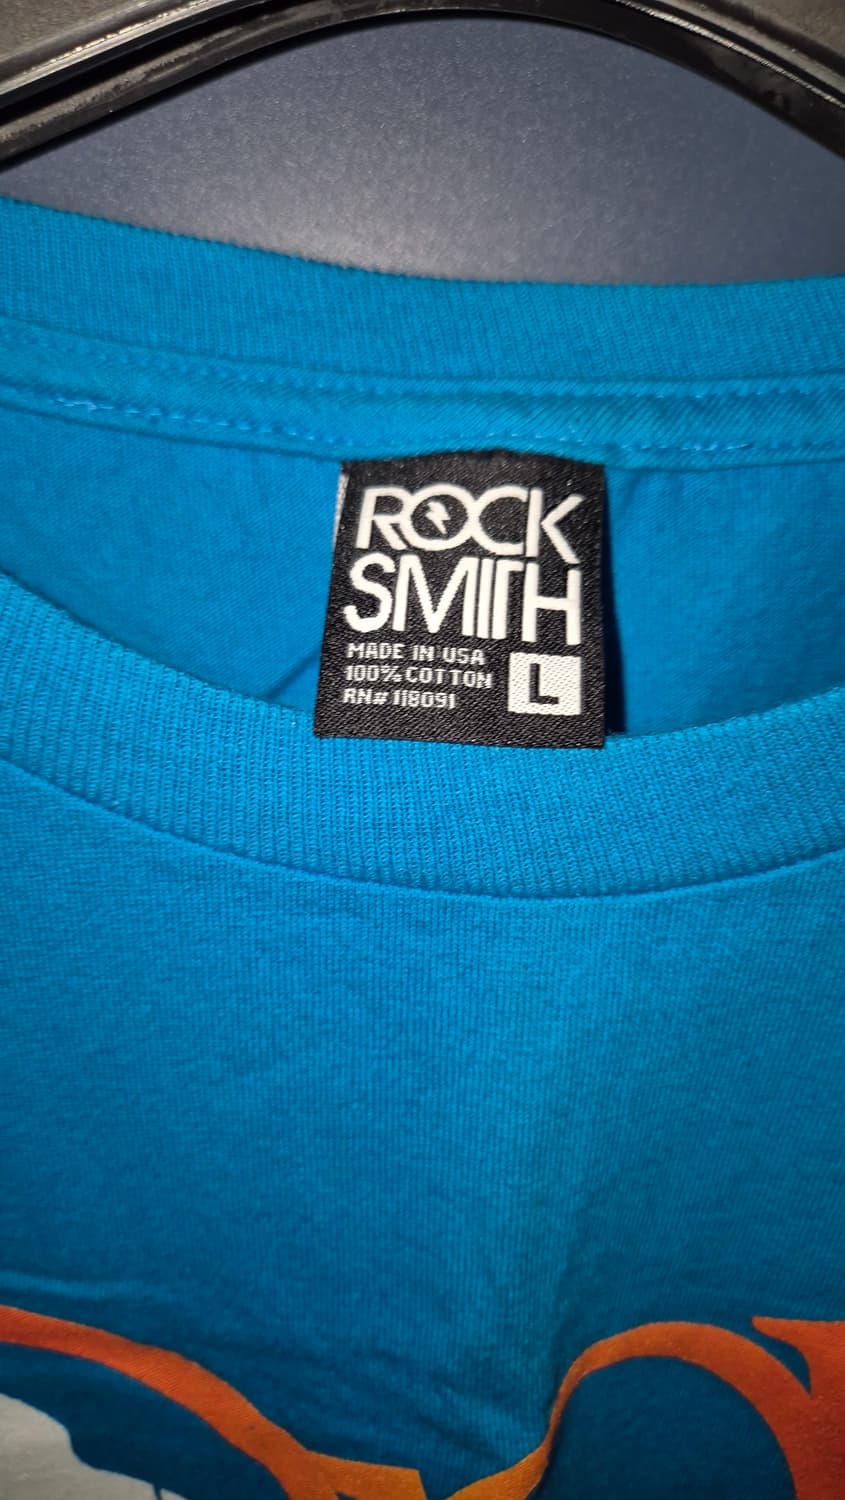 ROCK
SMITH
MADE IN USA
100% COTTON
RN# 118091
L